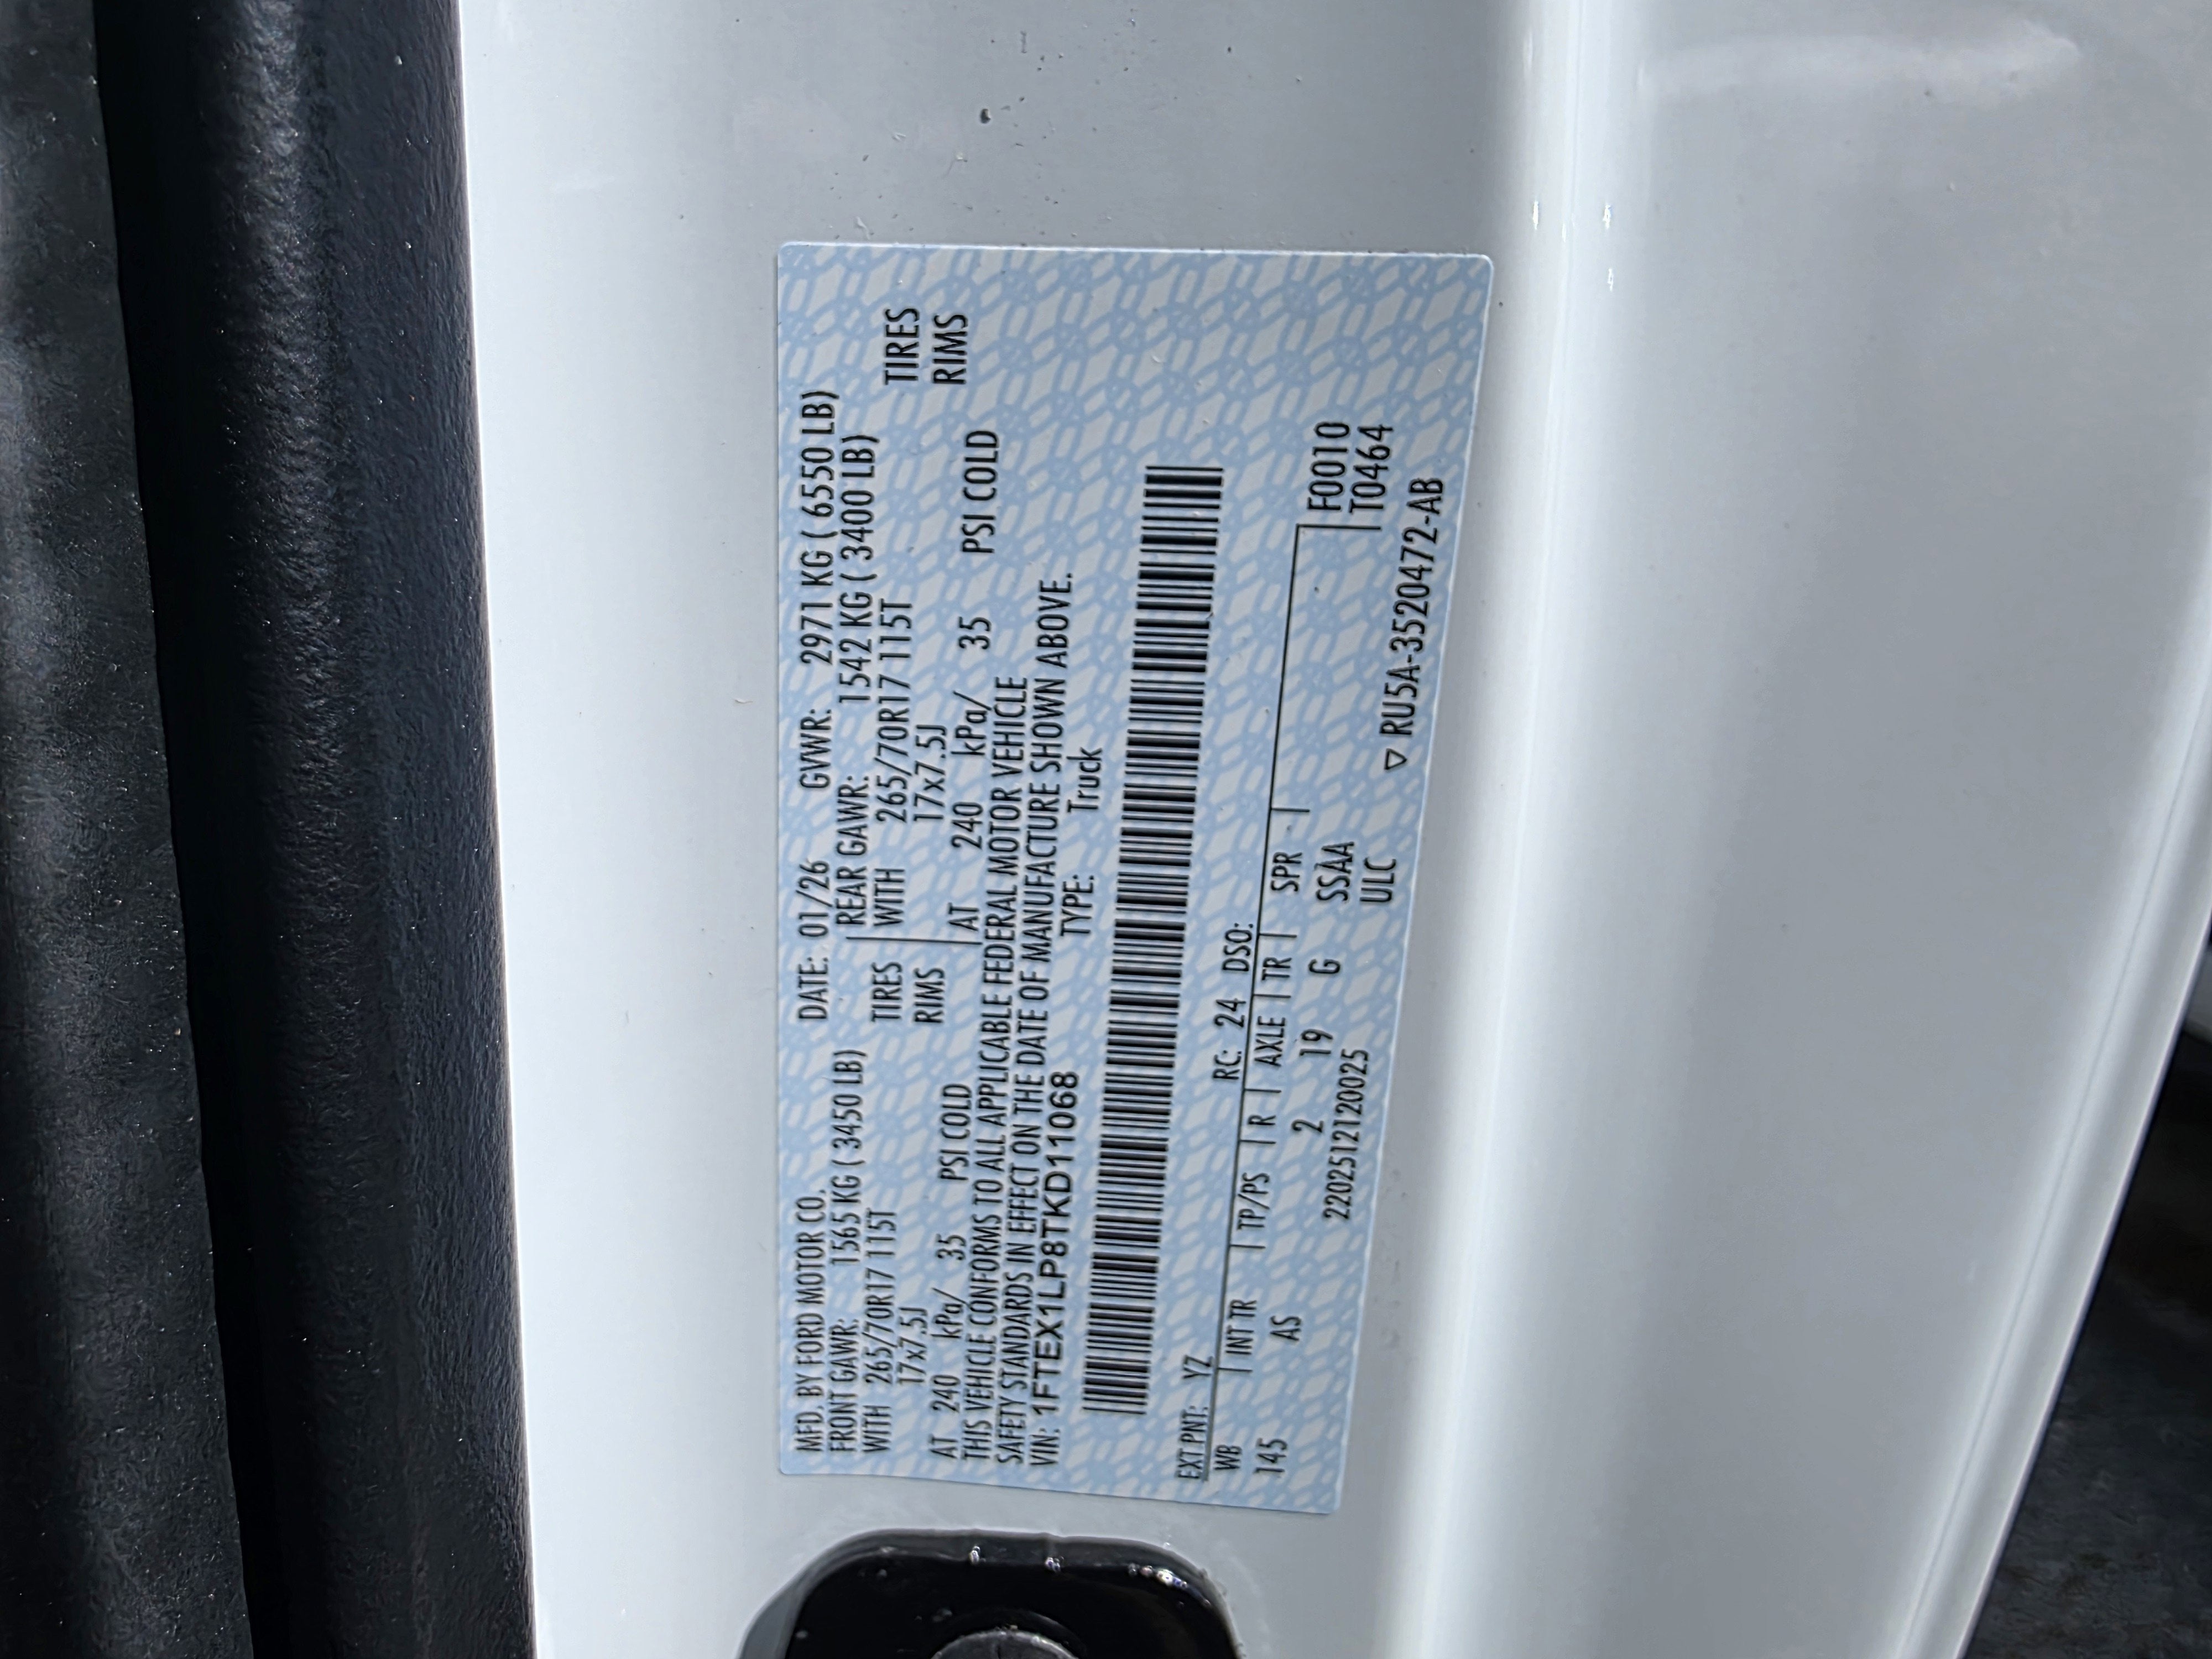 MFD. BY FORD MOTOR CO. DATE: 01/26 GVWR: 2971 KG ( 6550 LB)
FRONT GAWR: 1565 KG ( 3450 LB) REAR GAWR: 1542 KG ( 3400 LB)
WITH 265/70R17 115T TIRES WITH 265/70R17 115T TIRES
17x7.5J RIMS 17x7.5J RIMS
AT 240 kPa/ 35 PSI COLD AT 240 kPa/ 35 PSI COLD
THIS VEHICLE CONFORMS TO ALL APPLICABLE FEDERAL MOTOR VEHICLE
SAFETY STANDARDS IN EFFECT ON THE DATE OF MANUFACTURE SHOWN ABOVE.
VIN: 1FTEX1LP8TKD11068 TYPE: Truck
EXT PNT: YZ RC: 24 DSO:
WB INT TR TP/PS R AXLE TR SPR F0010
145 AS 2 19 G SSAA T0464
2202512120025 ULC
▽ RU5A-3520472-AB